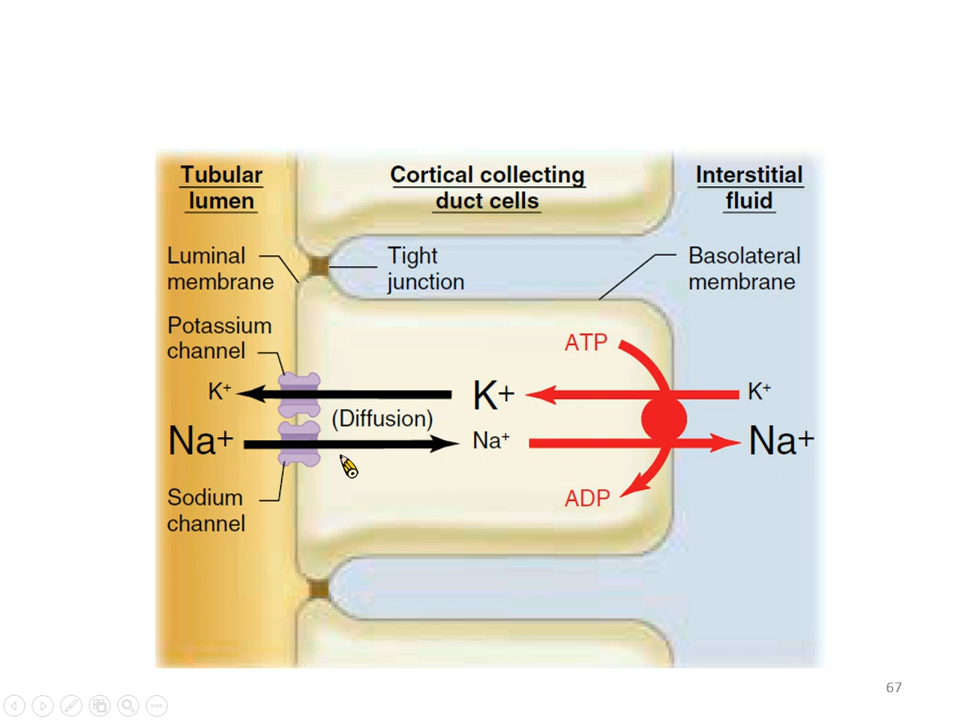 Tubular
lumen
Cortical collecting
duct cells
Interstitial
fluid
Luminal
membrane
Tight
junction
Basolateral
membrane
Potassium
channel
ATP
K+
K+
K+
(Diffusion)
Na+
Na+
Na+
Sodium
channel
ADP
67